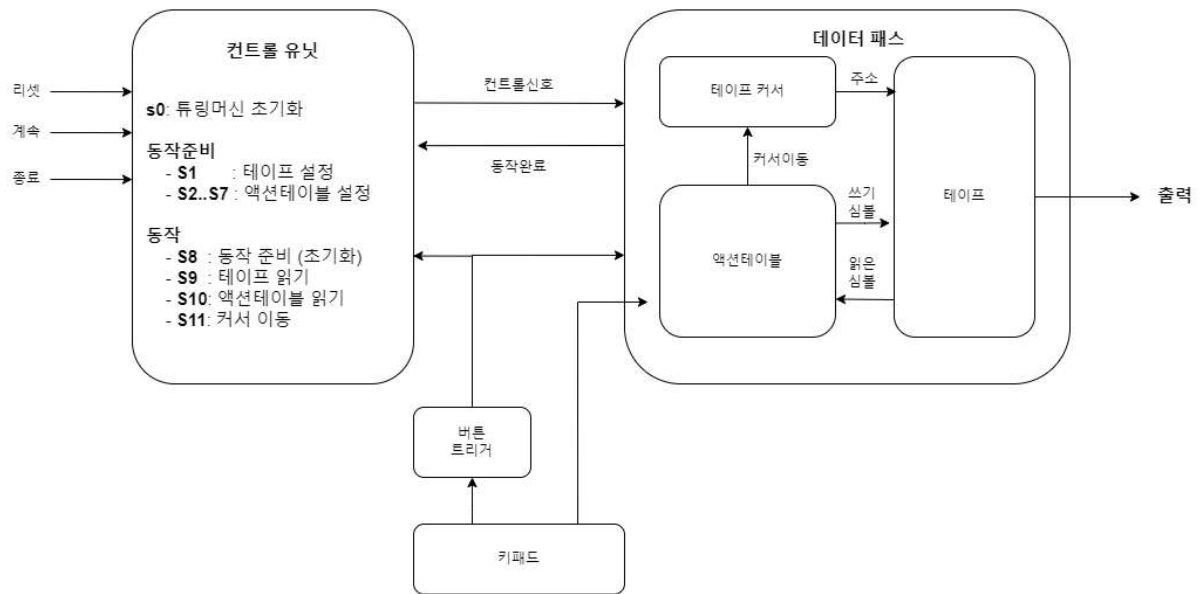 컨트롤 유닛
s0: 튜링머신 초기화
동작준비
- S1 : 테이프 설정
- S2..S7 : 액션테이블 설정
동작
- S8 : 동작 준비 (초기화)
- S9 : 테이프 읽기
- S10: 액션테이블 읽기
- S11: 커서 이동
리셋
계속
종료
컨트롤신호
동작완료
데이터 패스
테이프 커서
주소
커서이동
액션테이블
쓰기
심볼
읽은
심볼
테이프
출력
버튼
트리거
키패드